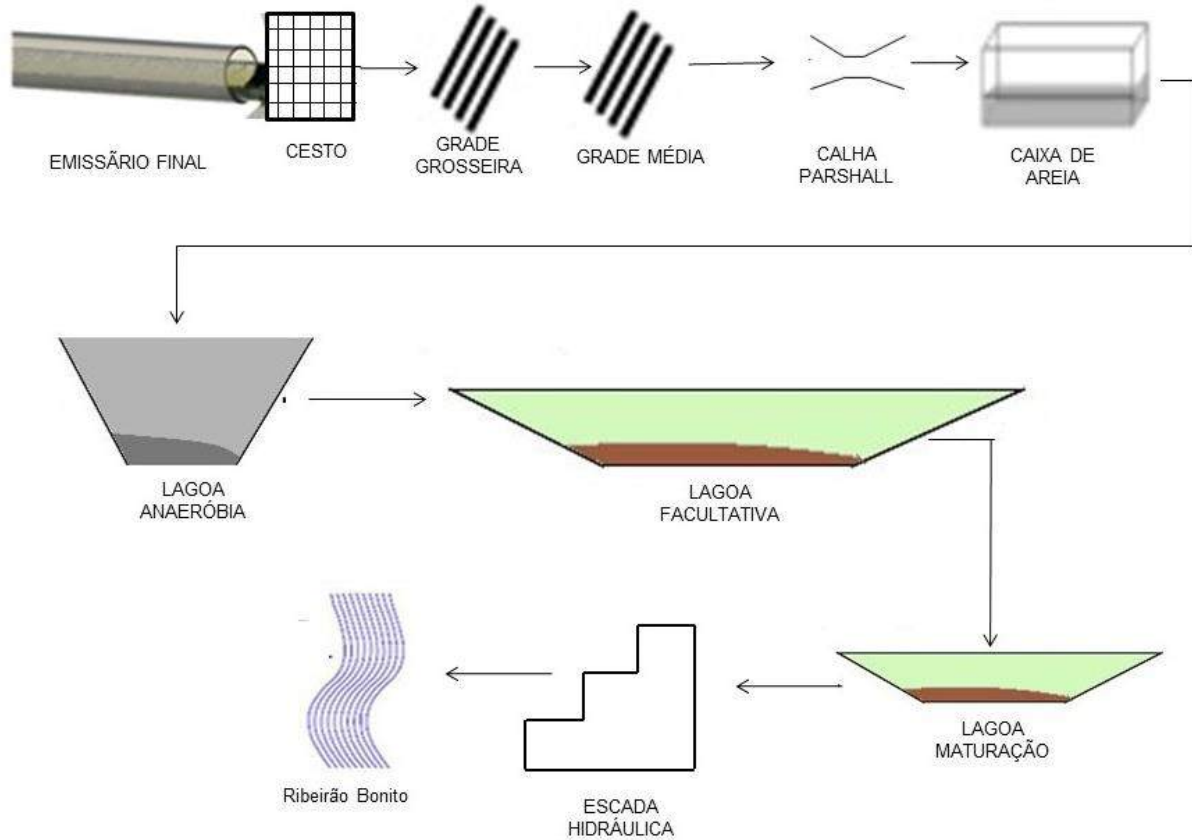 EMISSÁRIO FINAL
CESTO
GRADE
GROSSEIRA
GRADE MÉDIA
CALHA
PARSHALL
CAIXA DE
AREIA
LAGOA
ANAERÓBIA
LAGOA
FACULTATIVA
LAGOA
MATURAÇÃO
ESCADA
HIDRÁULICA
Ribeirão Bonito